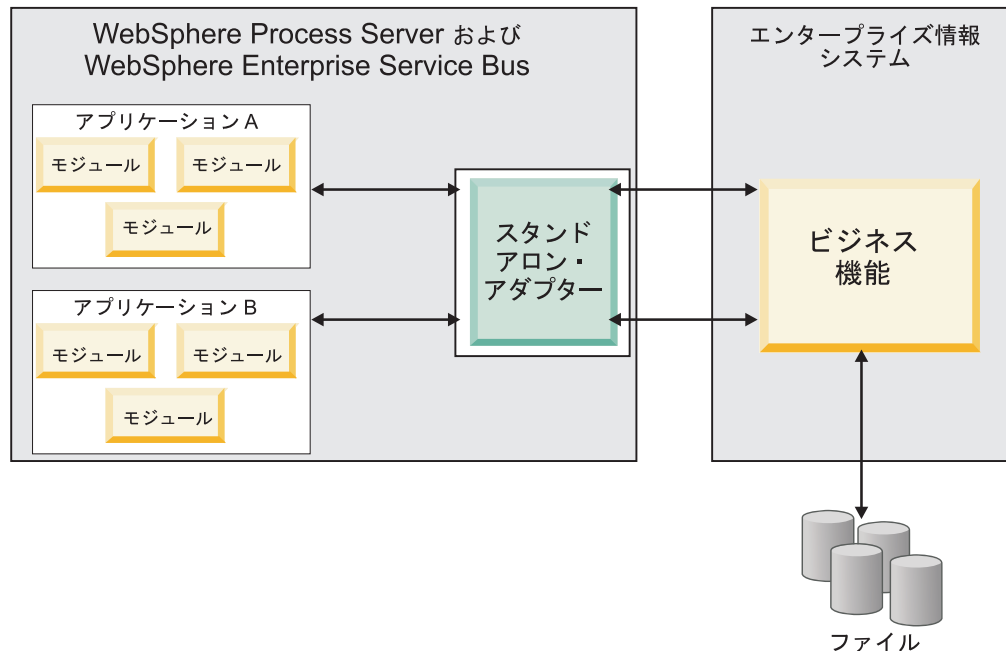 WebSphere Process Server および
WebSphere Enterprise Service Bus
アプリケーション A
モジュール
モジュール
モジュール
アプリケーション B
モジュール
モジュール
モジュール
スタンド
アロン・
アダプター
エンタープライズ情報
システム
ビジネス
機能
ファイル